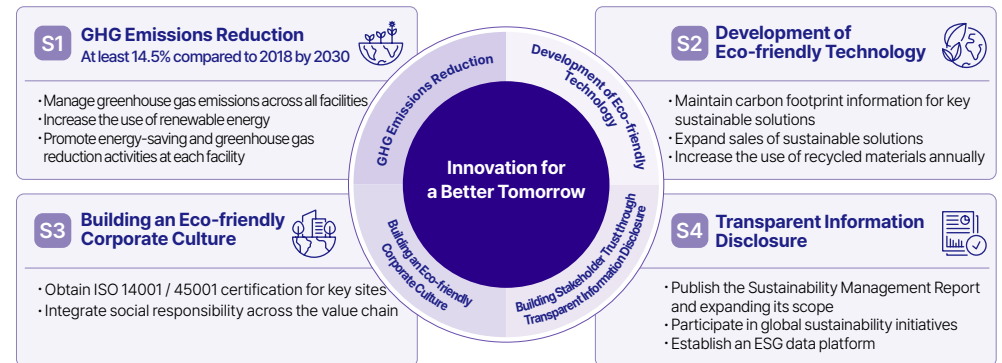 S1
GHG Emissions Reduction
At least 14.5% compared to 2018 by 2030
· Manage greenhouse gas emissions across all facilities
· Increase the use of renewable energy
· Promote energy-saving and greenhouse gas
reduction activities at each facility
S2
Development of
Eco-friendly Technology
· Maintain carbon footprint information for key
sustainable solutions
· Expand sales of sustainable solutions
· Increase the use of recycled materials annually
GHG Emissions Reduction
Development of Eco-friendly
Technology
Innovation for
a Better Tomorrow
Building an Eco-friendly
Corporate Culture
Building Stakeholder Trust through
Transparent Information Disclosure
S3
Building an Eco-friendly
Corporate Culture
· Obtain ISO 14001 / 45001 certification for key sites
· Integrate social responsibility across the value chain
S4
Transparent Information
Disclosure
· Publish the Sustainability Management Report
and expanding its scope
· Participate in global sustainability initiatives
· Establish an ESG data platform